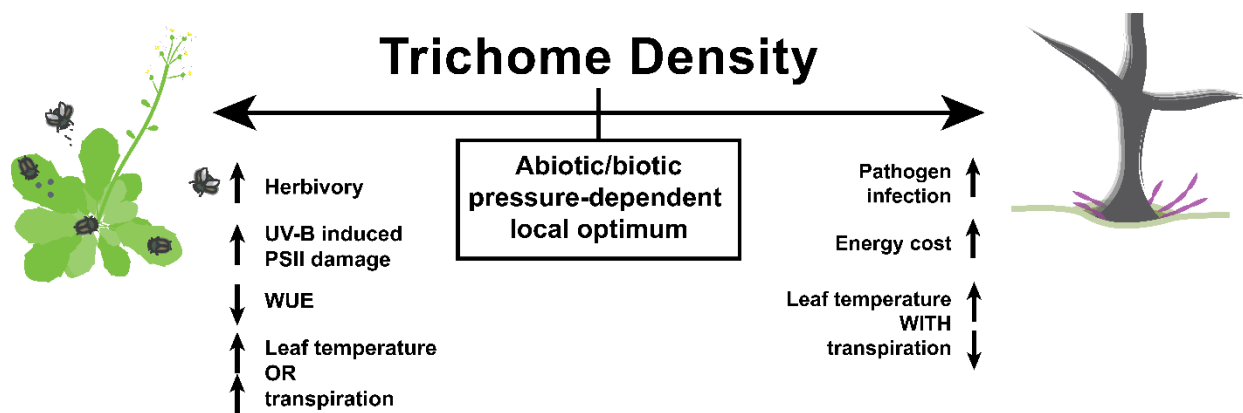 Trichome Density
Abiotic/biotic
pressure-dependent
local optimum
Herbivory
UV-B induced
PSII damage
WUE
Leaf temperature
OR
transpiration
Pathogen
infection
Energy cost
Leaf temperature
WITH
transpiration